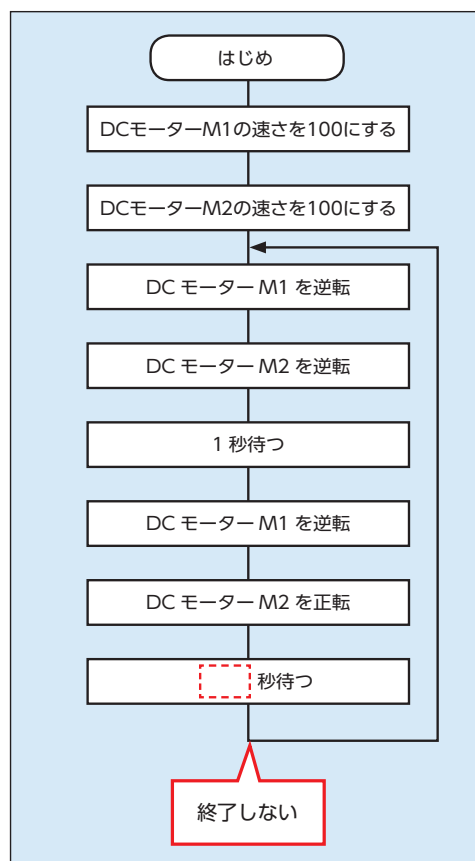 はじめ
DCモーターM1の速さを100にする
DCモーターM2の速さを100にする
DC モーター M1 を逆転
DC モーター M2 を逆転
1 秒待つ
DC モーター M1 を逆転
DC モーター M2 を正転
秒待つ
終了しない